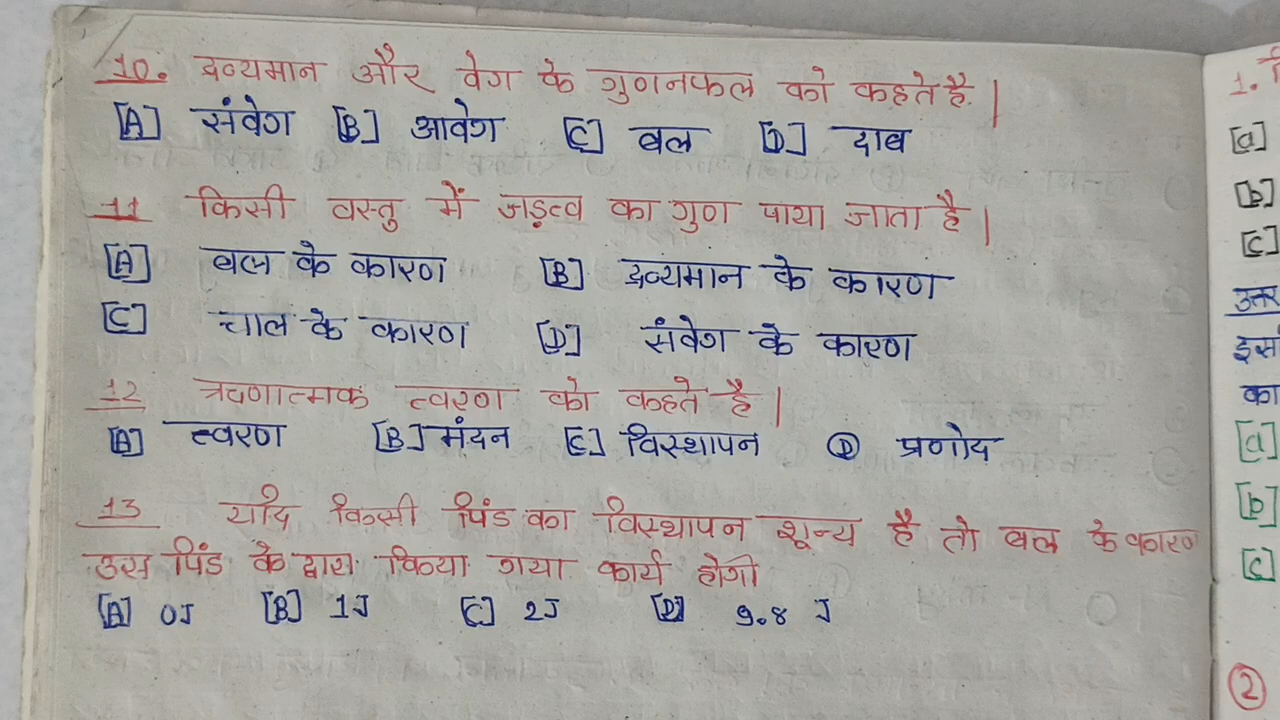 10. द्रव्यमान और वेग के गुणनफल को कहते है |
[A] संवेग [B] आवेग [C] बल [D] दाब
11 किसी वस्तु में जड़त्व का गुण पाया जाता है |
[A] बल के कारण [B] द्रव्यमान के कारण
[C] चाल के कारण [D] संवेग के कारण
12 ऋणात्मक त्वरण को कहते है |
[A] त्वरण [B] मंदन [C] विस्थापन D प्रणोद
13 यदि किसी पिंड का विस्थापन शून्य है तो बल के कारण
उस पिंड के द्वारा किया गया कार्य होगी
[A] 0J [B] 1J [C] 2J [D] 9.8 J
1.
[a]
[b]
[c]
उत्तर
इस
का
[a]
[b]
[c]
2